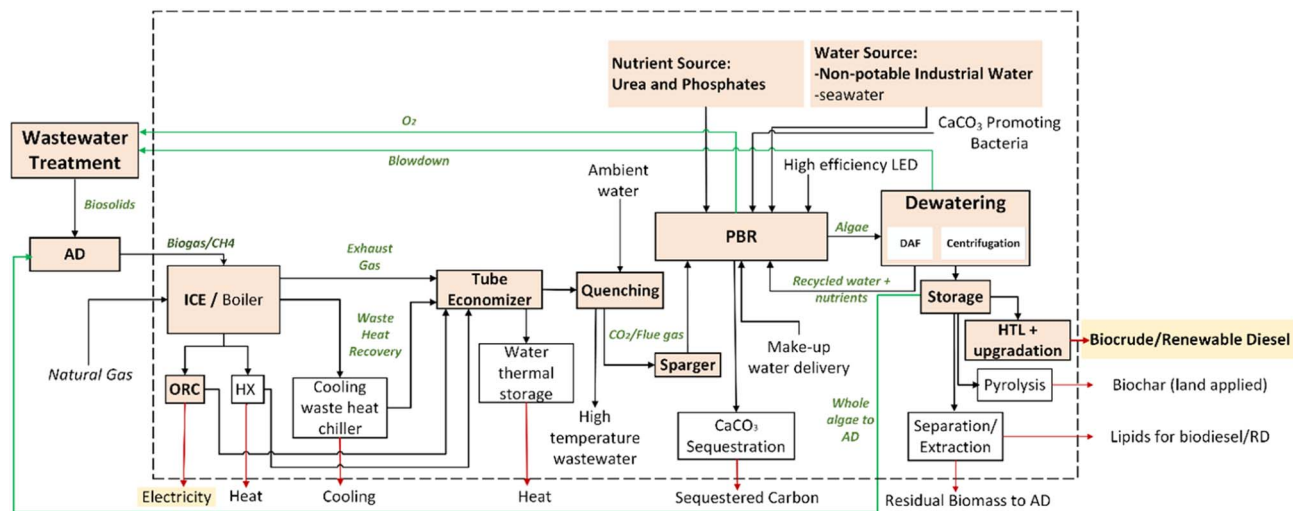 Nutrient Source:
Urea and Phosphates
Water Source:
-Non-potable Industrial Water
-seawater
O₂
Wastewater
Treatment
Blowdown
CaCO₃ Promoting
Bacteria
High efficiency LED
Ambient
water
Biosolids
Dewatering
DAF
Centrifugation
PBR
Algae
AD
Biogas/CH4
Exhaust
Gas
Tube
Economizer
Quenching
Recycled water +
nutrients
Storage
ICE / Boiler
Waste
Heat
Recovery
CO₂/Flue gas
Sparger
Make-up
water delivery
HTL +
upgradation
Biocrude/Renewable Diesel
Natural Gas
ORC
HX
Cooling
waste heat
chiller
Water
thermal
storage
High
temperature
wastewater
CaCO₃
Sequestration
Whole
algae to
AD
Pyrolysis
Biochar (land applied)
Separation/
Extraction
Lipids for biodiesel/RD
Electricity
Heat
Cooling
Heat
Sequestered Carbon
Residual Biomass to AD